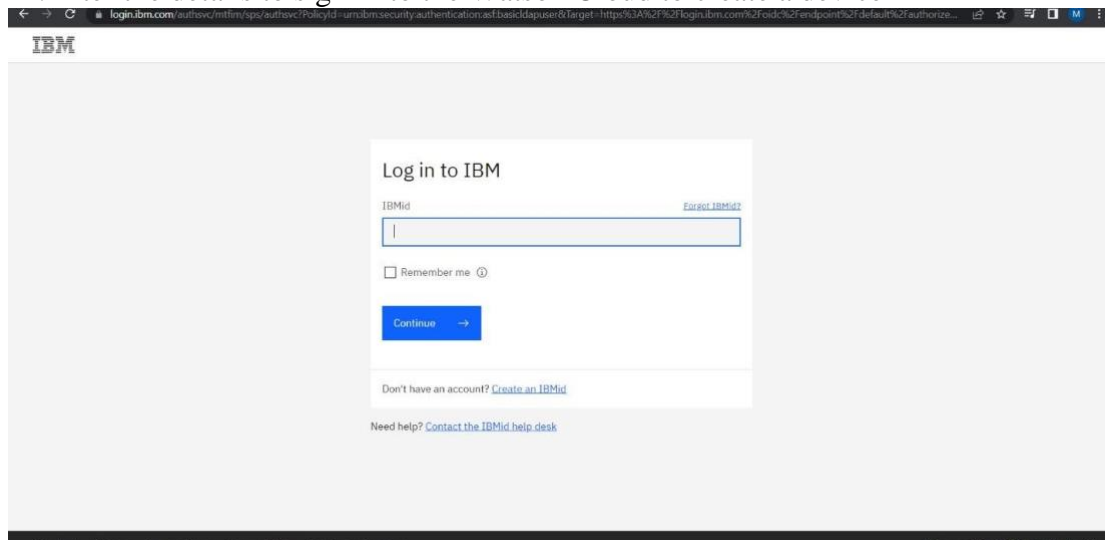 login.ibm.com/authsvc/mtfim/sps/authsvc?PolicyId=urn:ibm:security:authentication:asf:basicldapuser&Target=https%3A%2F%2Flogin.ibm.com%2Foidc%2Fendpoint%2Fdefault%2Fauthorize...
M
IBM
Log in to IBM
IBMid Forgot IBMid?
Remember me
Continue →
Don't have an account? Create an IBMid
Need help? Contact the IBMid help desk